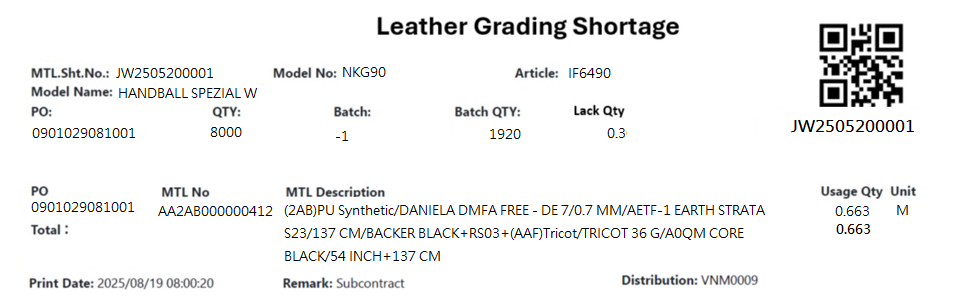 Leather Grading Shortage
MTL.Sht.No.: JW2505200001 Model No: NKG90 Article: IF6490
Model Name: HANDBALL SPEZIAL W
PO: QTY: Batch: Batch QTY: Lack Qty
0901029081001 8000 -1 1920 0.3
JW2505200001
PO MTL No MTL Description Usage Qty Unit
0901029081001 AA2AB000000412 (2AB)PU Synthetic/DANIELA DMFA FREE - DE 7/0.7 MM/AETF-1 EARTH STRATA 0.663 M
Total : S23/137 CM/BACKER BLACK+RS03+(AAF)Tricot/TRICOT 36 G/A0QM CORE 0.663
BLACK/54 INCH+137 CM
Print Date: 2025/08/19 08:00:20 Remark: Subcontract Distribution: VNM0009